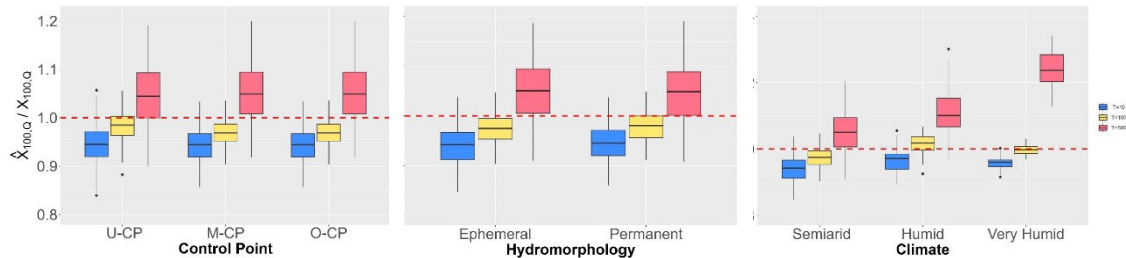 X̂₁₀₀,Q / X₁₀₀,Q
1.2
1.1
1.0
0.9
0.8
U-CP M-CP O-CP
Control Point
Ephemeral Permanent
Hydromorphology
Semiarid Humid Very Humid
Climate
T=10
T=100